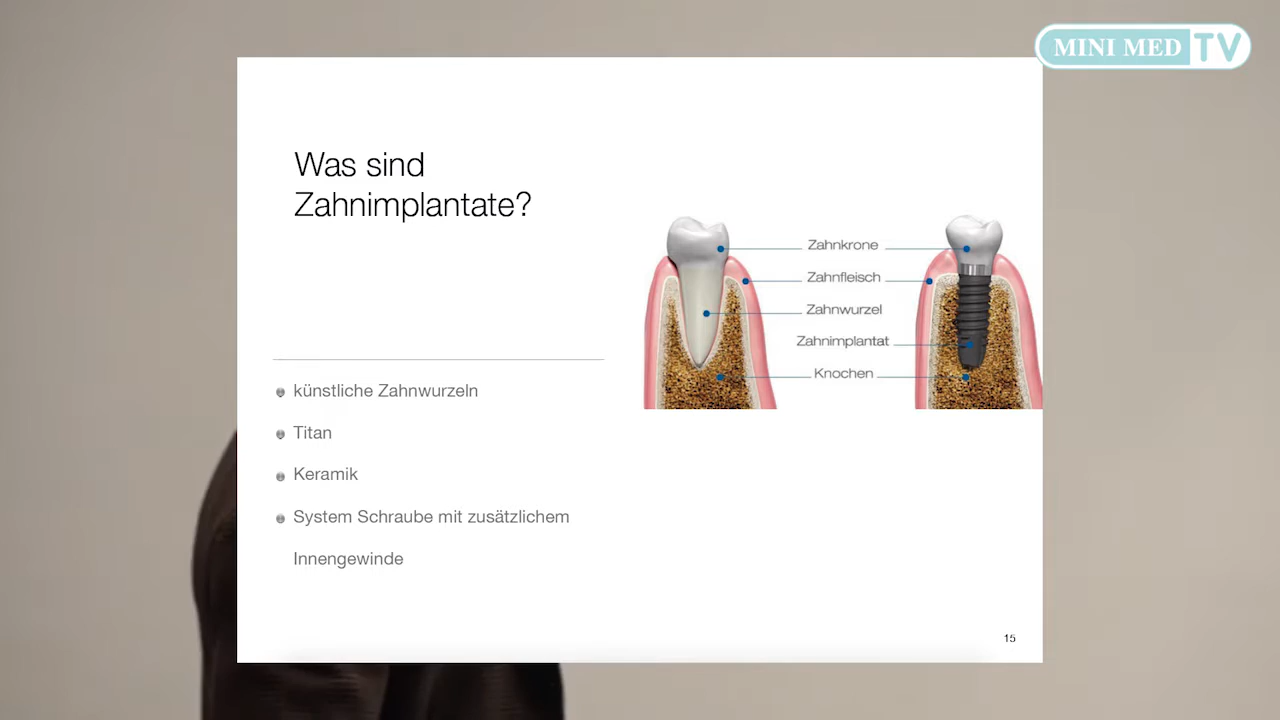 MINI MED TV
Was sind
Zahnimplantate?
Zahnkrone
Zahnfleisch
Zahnwurzel
Zahnimplantat
Knochen
künstliche Zahnwurzeln
Titan
Keramik
System Schraube mit zusätzlichem
Innengewinde
15